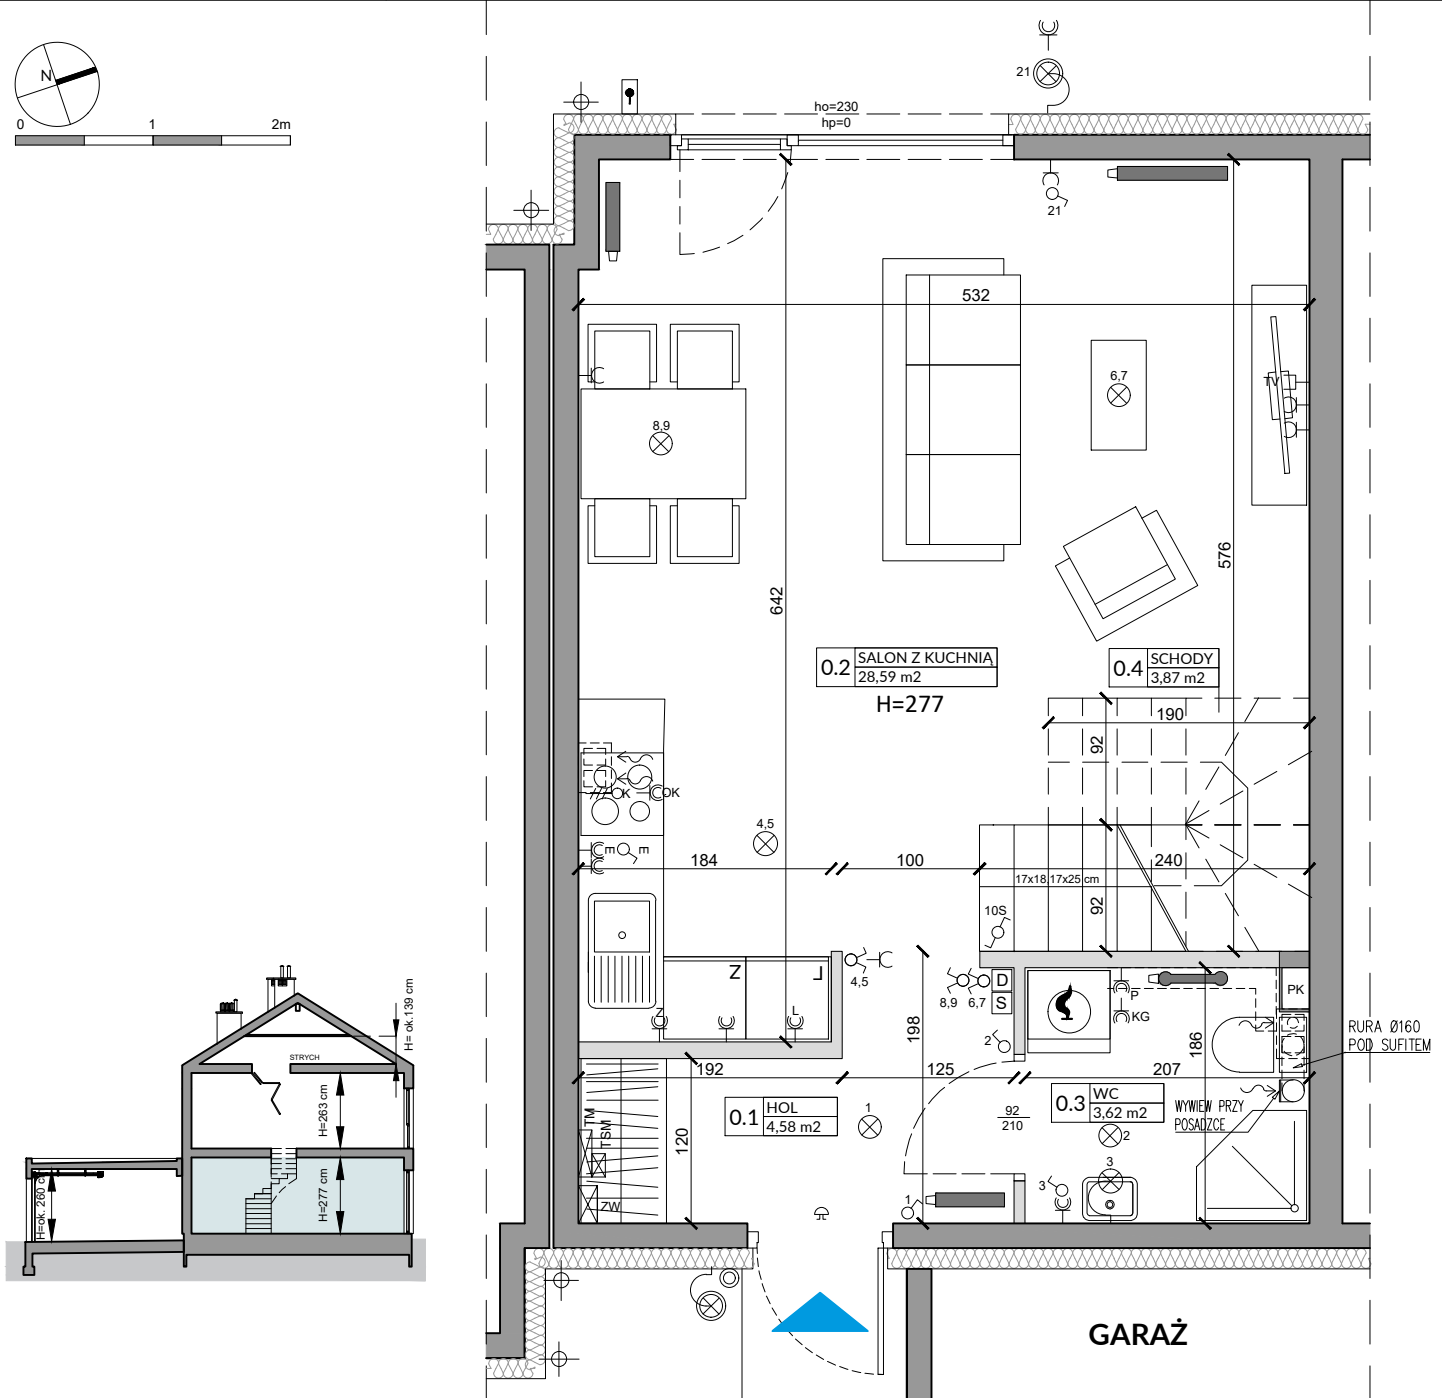 N
0 1 2m
21
ho=230
hp=0
21
532
TV
6,7
8,9
576
642
0.2 SALON Z KUCHNIĄ
28,59 m2
H=277
0.4 SCHODY
3,87 m2
190
92
K
OK
4,5
E
E
184
100
240
17x18,17x25 cm
92
10S
Z
L
4,5
8,9
6,7
D
S
P
KG
PK
Z
L
198
2
186
RURA Ø160
POD SUFITEM
192
125
207
0.1 HOL
4,58 m2
1
92
210
0.3 WC
3,62 m2
2
WYWIEW PRZY
POSADZCE
TM
TSM
ZW
120
3
3
1
GARAŻ
STRYCH
H= ok.139 cm
H=263 cm
H=277 cm
H=ok. 260 c